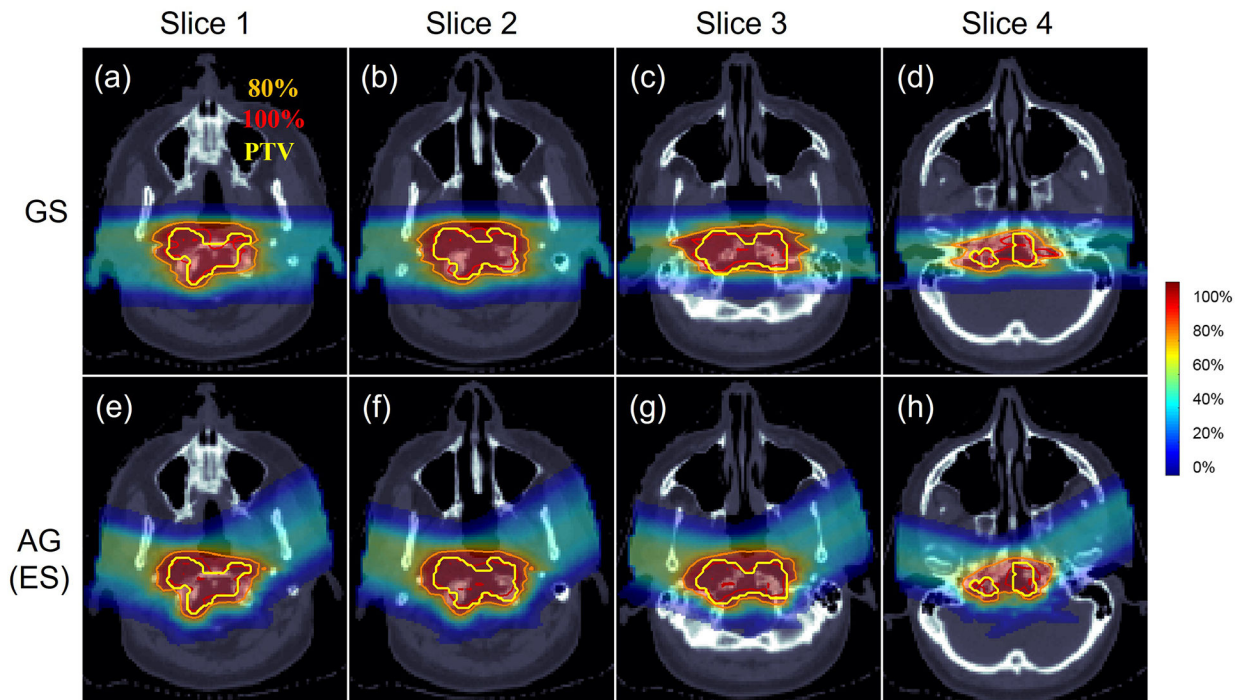 Slice 1 Slice 2 Slice 3 Slice 4
(a) (b) (c) (d)
80%
100%
PTV
GS
100%
80%
60%
40%
20%
0%
(e) (f) (g) (h)
AG
(ES)